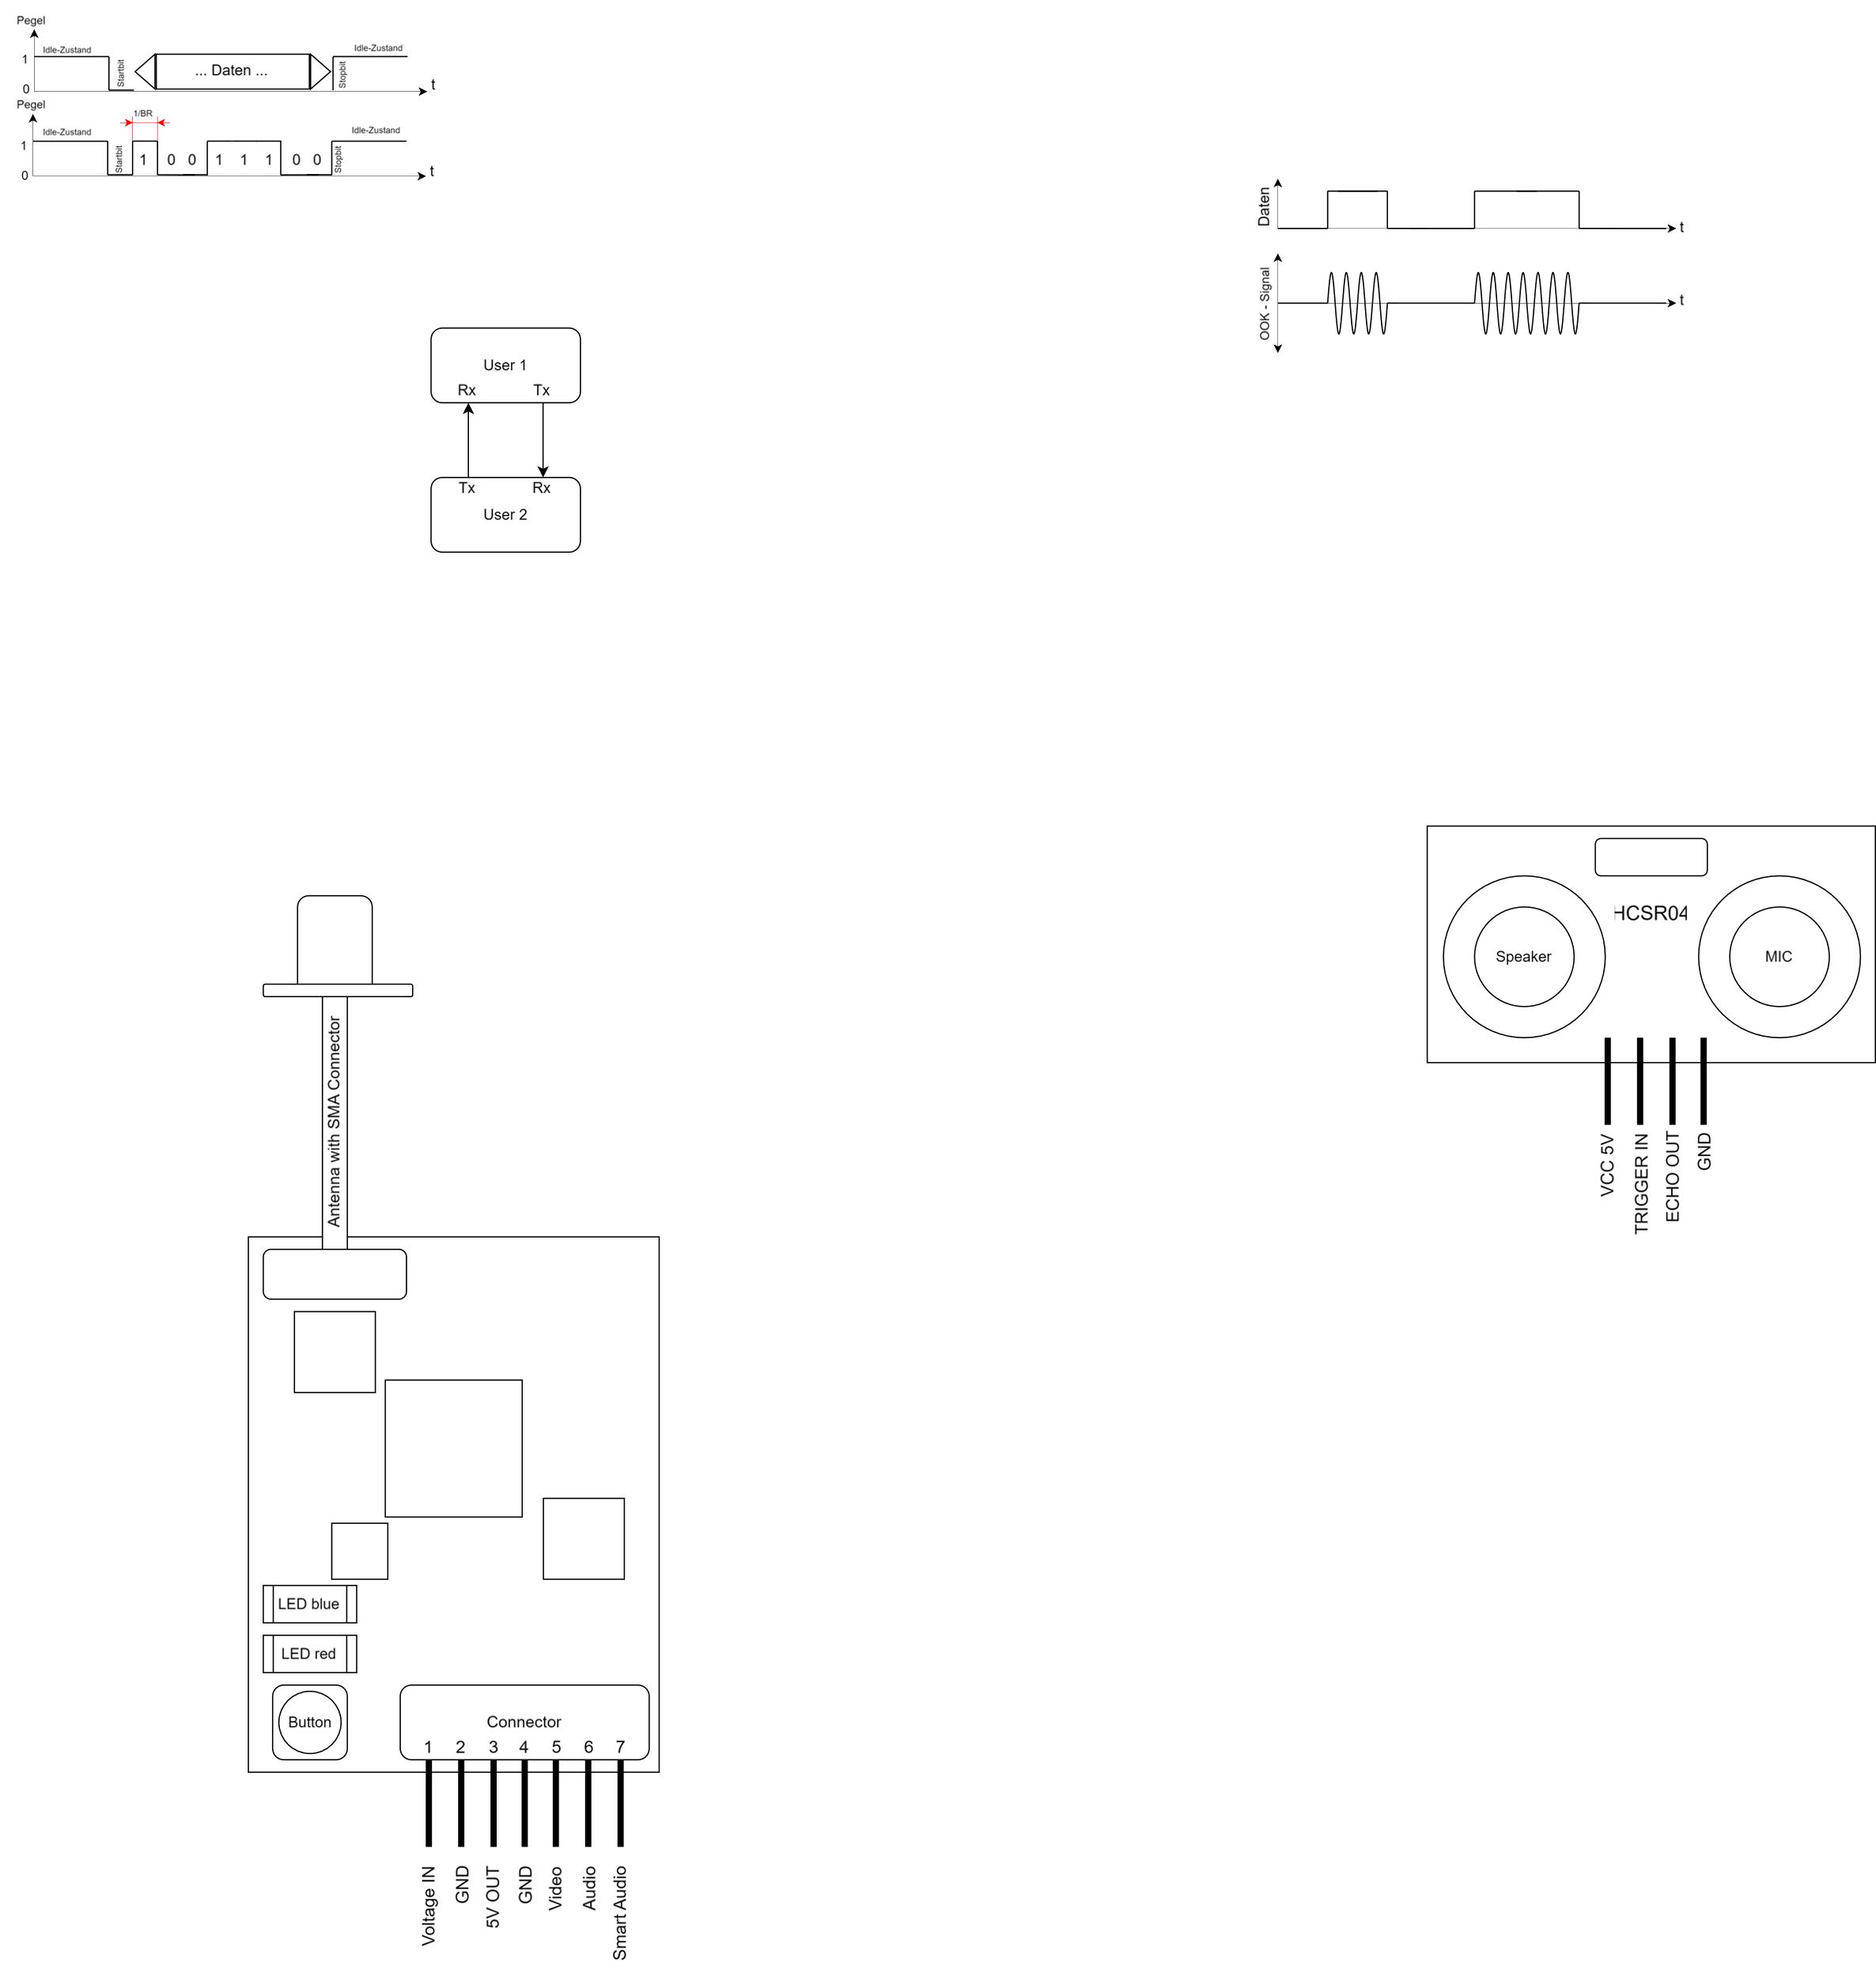 Pegel
1
0
Idle-Zustand
Startbit
... Daten ...
Stopbit
Idle-Zustand
t
Pegel
1
0
Idle-Zustand
Startbit
1/BR
1 0 0 1 1 1 0 0
Stopbit
Idle-Zustand
t
Daten
t
OOK - Signal
t
User 1
Rx Tx
Tx Rx
User 2
HCSR04
Speaker
MIC
VCC 5V
TRIGGER IN
ECHO OUT
GND
Antenna with SMA Connector
LED blue
LED red
Button
Connector
1 2 3 4 5 6 7
Voltage IN
GND
5V OUT
GND
Video
Audio
Smart Audio